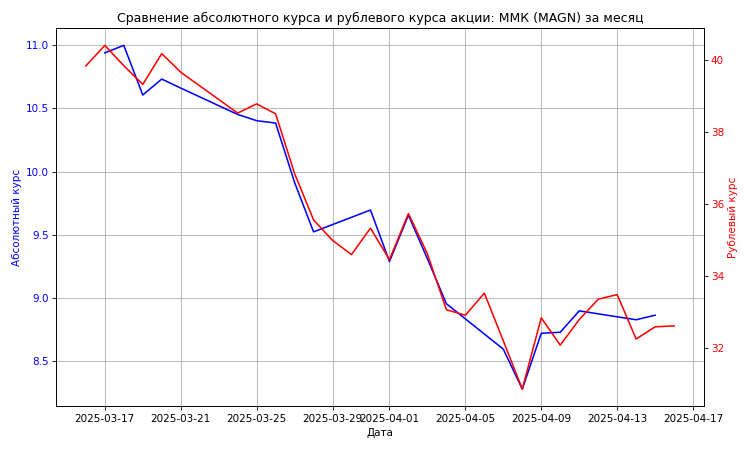 Сравнение абсолютного курса и рублевого курса акции: ММК (MAGN) за месяц
11.0
10.5
10.0
9.5
9.0
8.5
Абсолютный курс
40
38
36
34
32
Рублевый курс
2025-03-17 2025-03-21 2025-03-25 2025-03-29 2025-04-01 2025-04-05 2025-04-09 2025-04-13 2025-04-17
Дата